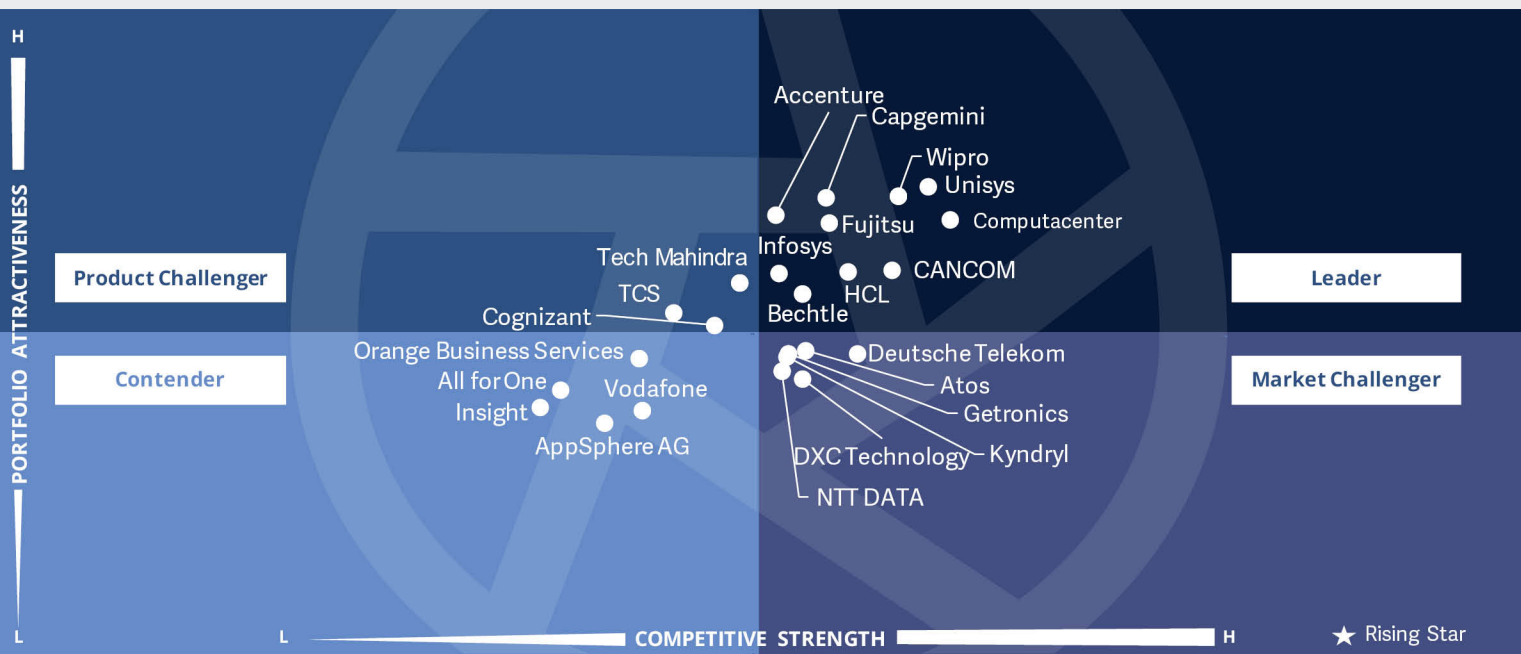 H
Accenture
Capgemini
Wipro
Unisys
Computacenter
Fujitsu
Infosys
Tech Mahindra
CANCOM
Product Challenger
Leader
TCS
HCL
Bechtle
Cognizant
PORTFOLIO ATTRACTIVENESS
Orange Business Services
Deutsche Telekom
Contender
All for One
Vodafone
Atos
Market Challenger
Insight
Getronics
AppSphere AG
DXC Technology
Kyndryl
NTT DATA
L
L
COMPETITIVE STRENGTH
H
Rising Star